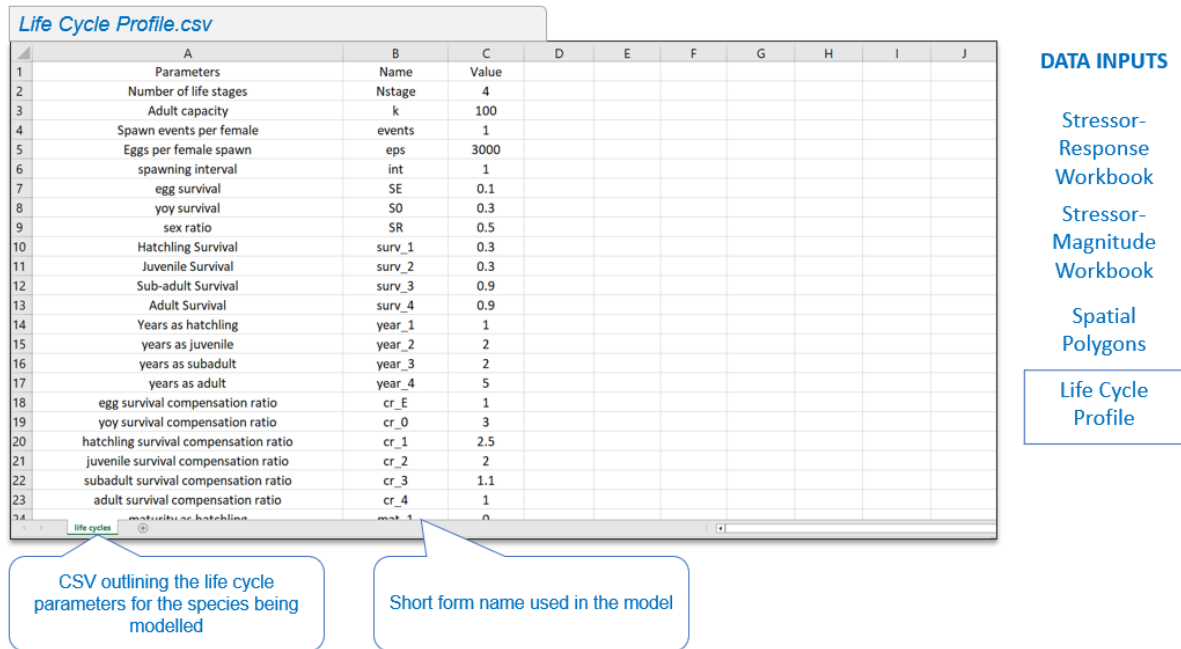 Life Cycle Profile.csv
A B C D E F G H I J
1 Parameters Name Value
2 Number of life stages Nstage 4
3 Adult capacity k 100
4 Spawn events per female events 1
5 Eggs per female spawn eps 3000
6 spawning interval int 1
7 egg survival SE 0.1
8 yoy survival S0 0.3
9 sex ratio SR 0.5
10 Hatchling Survival surv_1 0.3
11 Juvenile Survival surv_2 0.3
12 Sub-adult Survival surv_3 0.9
13 Adult Survival surv_4 0.9
14 Years as hatchling year_1 1
15 years as juvenile year_2 2
16 years as subadult year_3 2
17 years as adult year_4 5
18 egg survival compensation ratio cr_E 1
19 yoy survival compensation ratio cr_0 3
20 hatchling survival compensation ratio cr_1 2.5
21 juvenile survival compensation ratio cr_2 2
22 subadult survival compensation ratio cr_3 1.1
23 adult survival compensation ratio cr_4 1
24 maturity as hatchling mat_1 0
life cycles
CSV outlining the life cycle
parameters for the species being
modelled
Short form name used in the model
DATA INPUTS
Stressor-
Response
Workbook
Stressor-
Magnitude
Workbook
Spatial
Polygons
Life Cycle
Profile